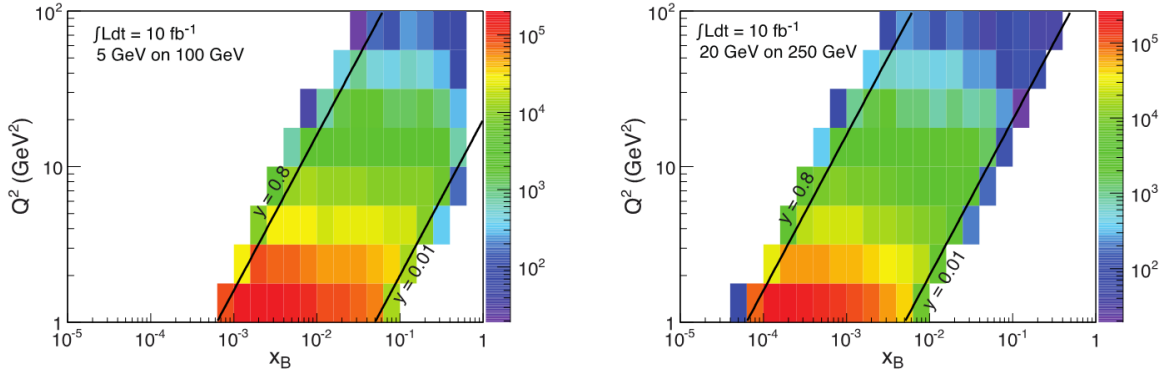 ∫Ldt = 10 fb⁻¹
5 GeV on 100 GeV
y = 0.8
y = 0.01
Q² (GeV²)
10²
10
1
10⁻⁵ 10⁻⁴ 10⁻³ 10⁻² 10⁻¹ 1
x_B
10⁵
10⁴
10³
10²
∫Ldt = 10 fb⁻¹
20 GeV on 250 GeV
y = 0.8
y = 0.01
Q² (GeV²)
10²
10
1
10⁻⁵ 10⁻⁴ 10⁻³ 10⁻² 10⁻¹ 1
x_B
10⁵
10⁴
10³
10²